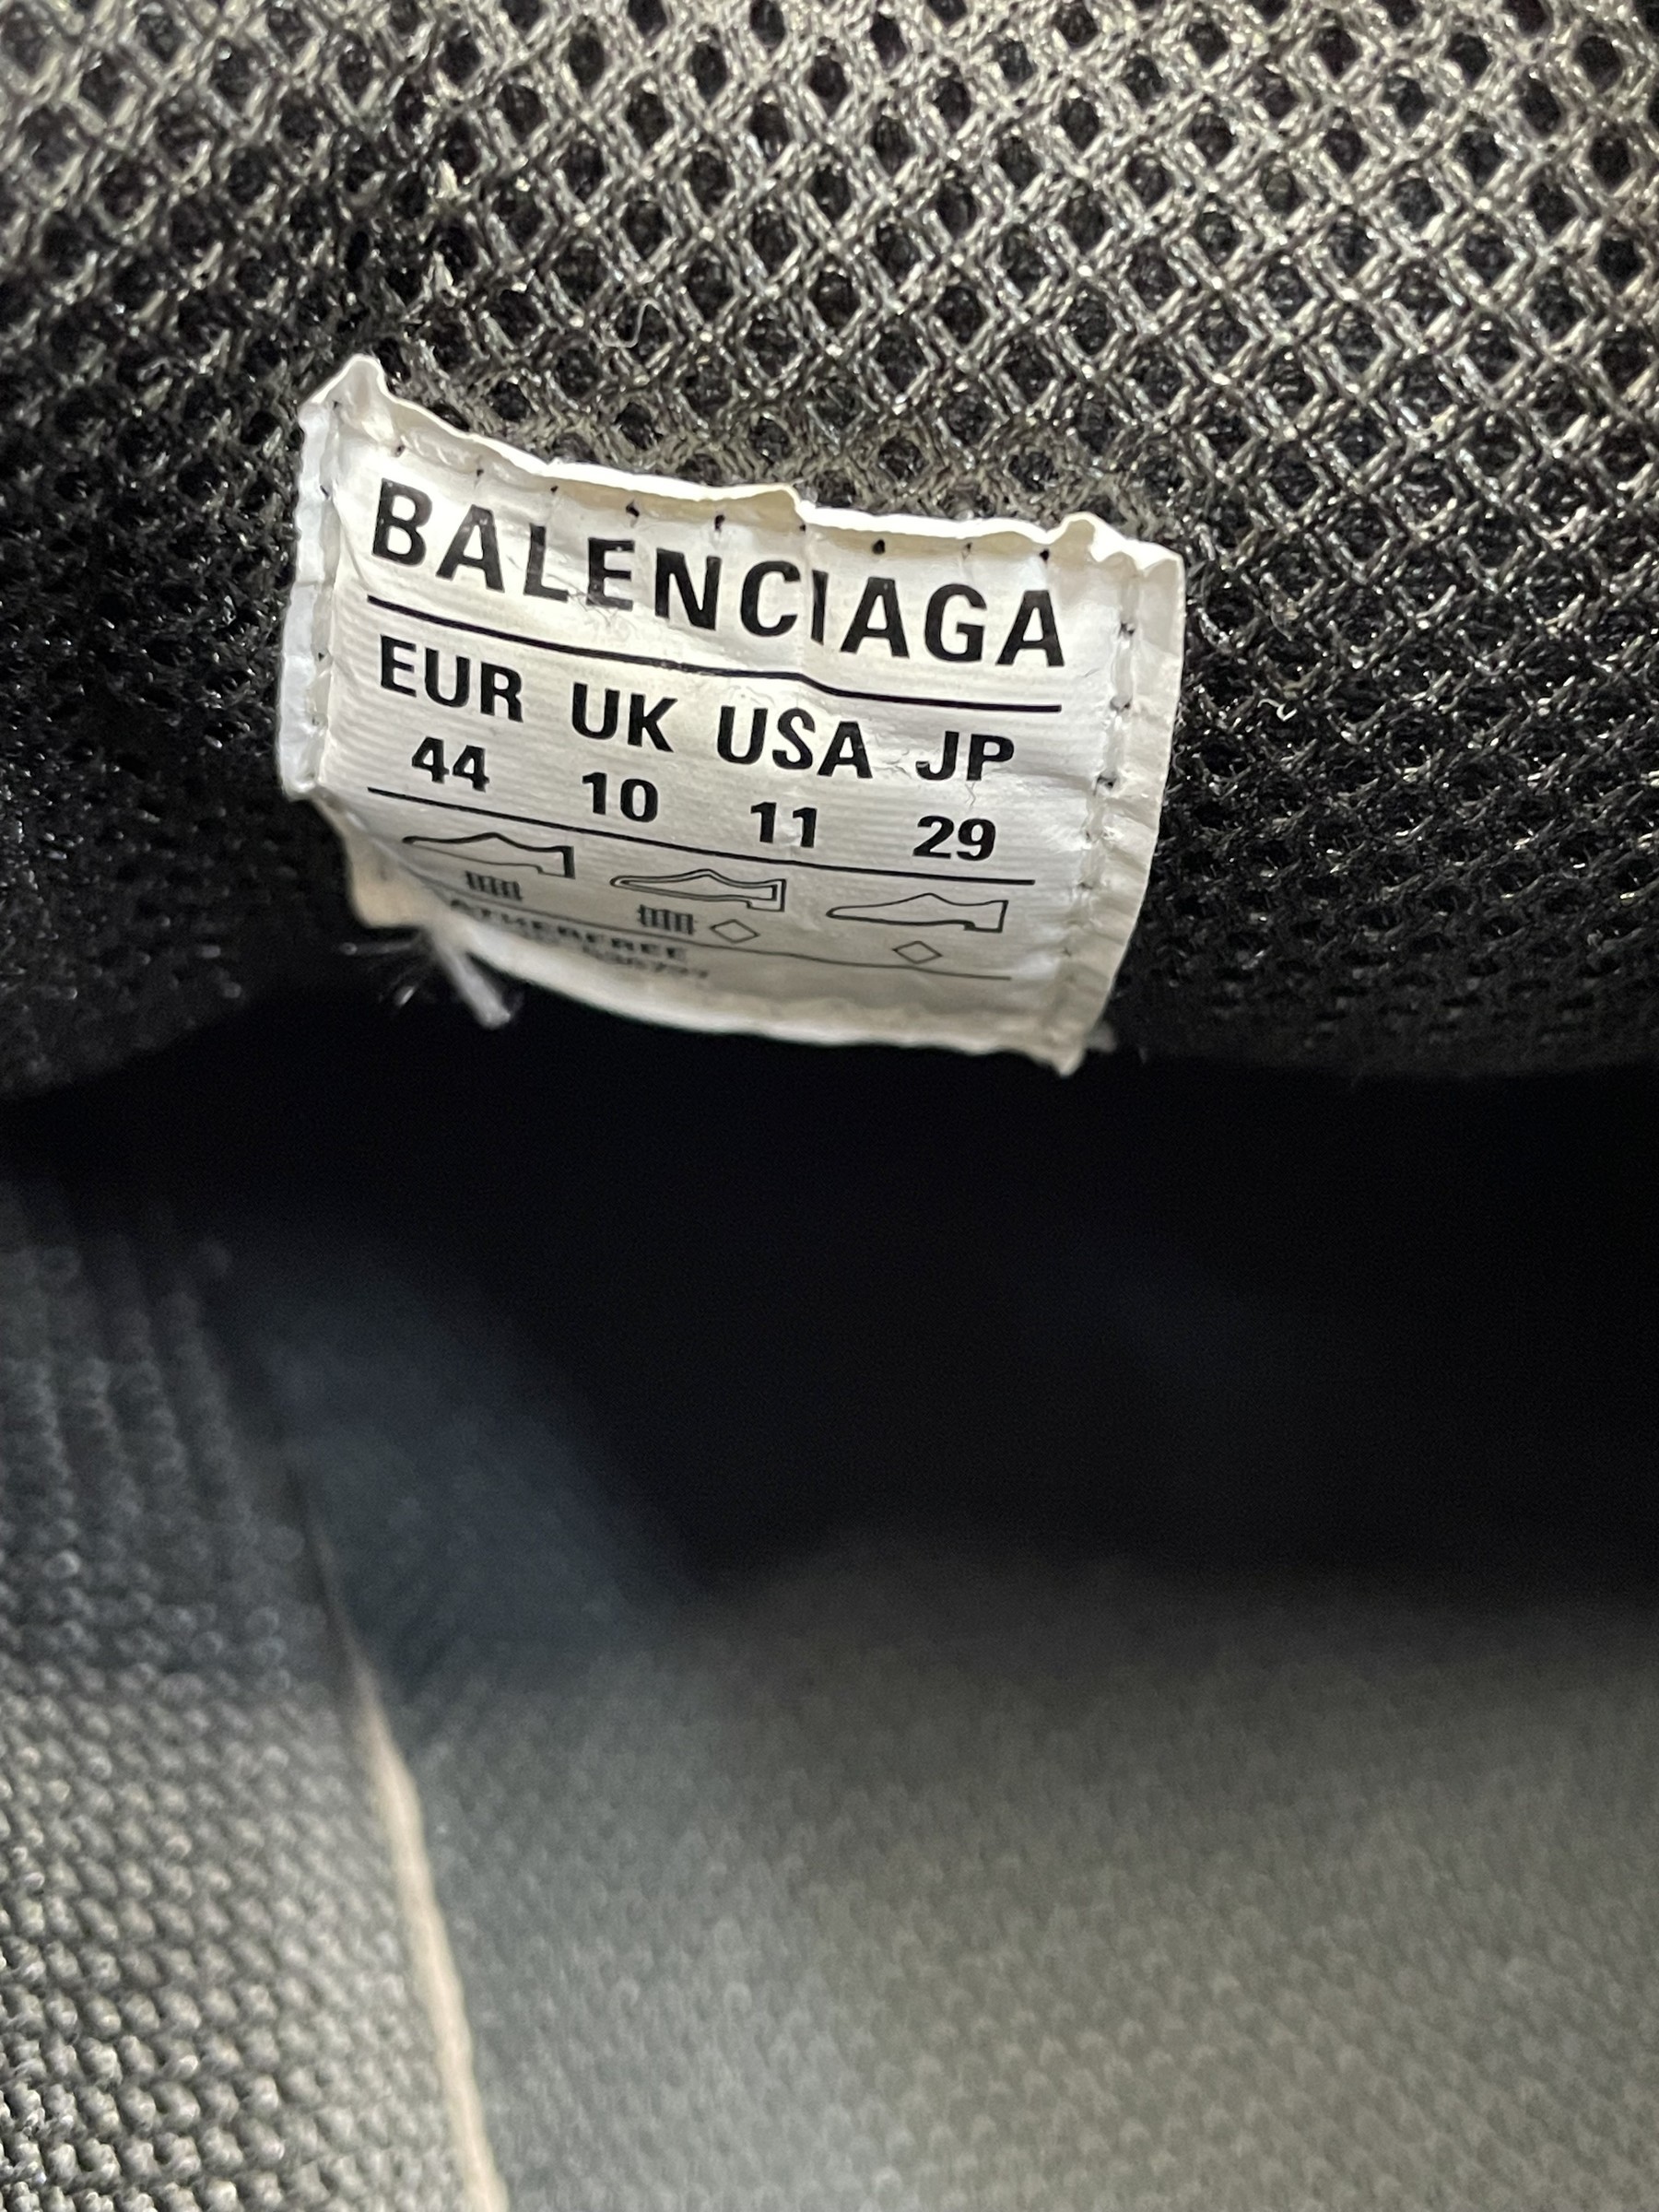 BALENCIAGA
EUR UK USA JP
44 10 11 29